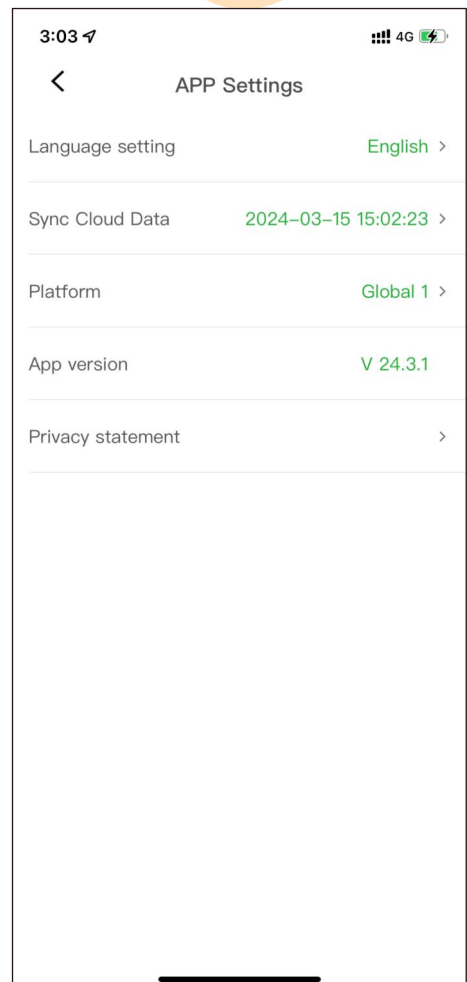 3:03 4G
APP Settings
Language setting English
Sync Cloud Data 2024-03-15 15:02:23
Platform Global 1
App version V 24.3.1
Privacy statement